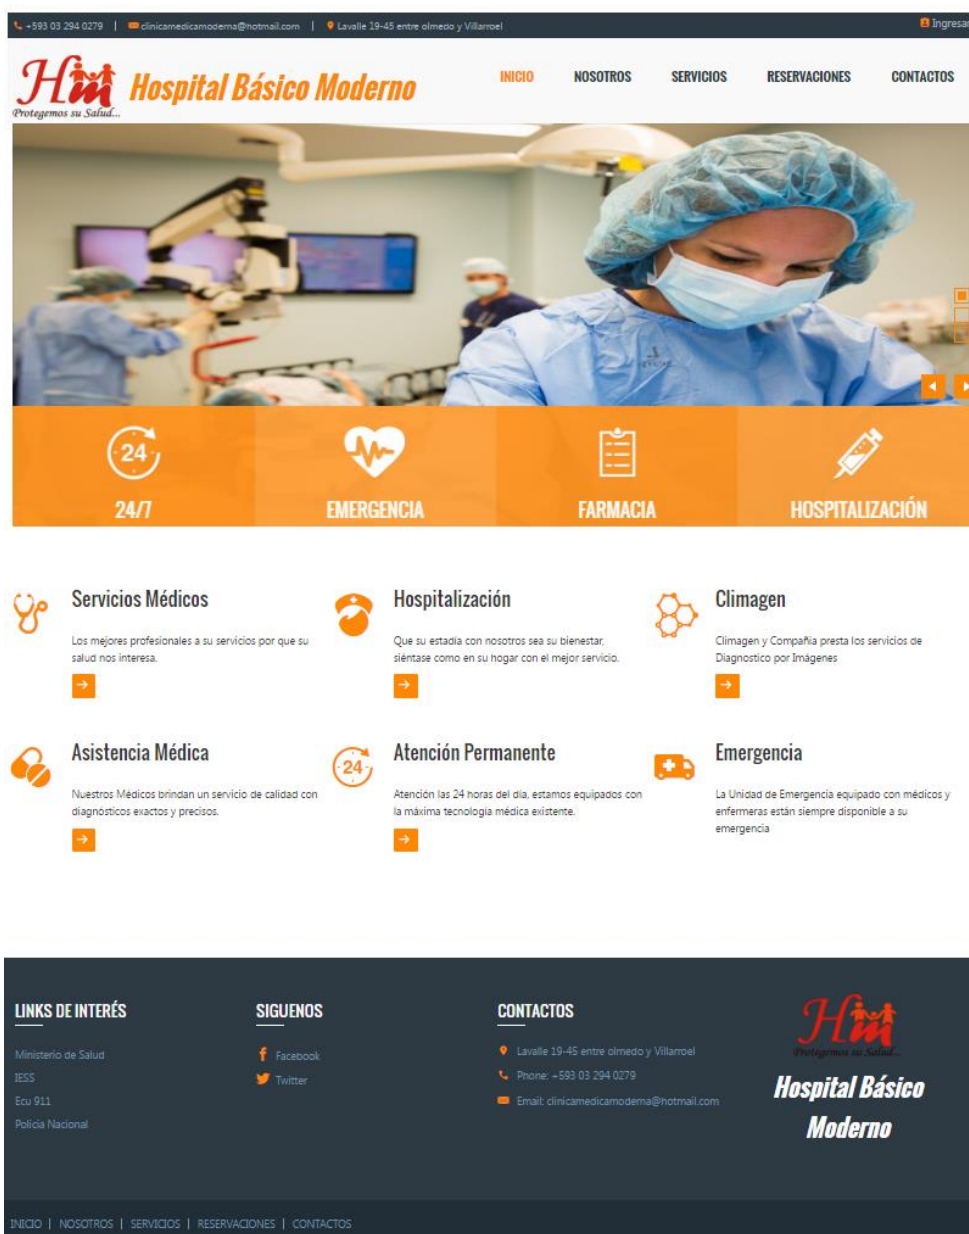 +593 03 294 0279 | clinicamedicamoderna@hotmail.com | Lavalle 19-45 entre olmedo y Villarroel
Ingresar
Hm
Protegemos su Salud...
Hospital Básico Moderno
INICIO NOSOTROS SERVICIOS RESERVACIONES CONTACTOS
24
24/7 EMERGENCIA FARMACIA HOSPITALIZACIÓN
Servicios Médicos
Los mejores profesionales a su servicios por que su
salud nos interesa.
Hospitalización
Que su estadía con nosotros sea su bienestar,
siéntase como en su hogar con el mejor servicio.
Climagen
Climagen y Compañía presta los servicios de
Diagnostico por Imágenes
Asistencia Médica
Nuestros Médicos brindan un servicio de calidad con
diagnósticos exactos y precisos.
24
Atención Permanente
Atención las 24 horas del día, estamos equipados con
la máxima tecnología médica existente.
Emergencia
La Unidad de Emergencia equipado con médicos y
enfermeras están siempre disponible a su
emergencia
LINKS DE INTERÉS
Ministerio de Salud
IESS
Ecu 911
Policia Nacional
SIGUENOS
Facebook
Twitter
CONTACTOS
Lavalle 19-45 entre olmedo y Villarroel
Phone: +593 03 294 0279
Email: clinicamedicamoderna@hotmail.com
Hm
Protegemos su Salud...
Hospital Básico
Moderno
INICIO | NOSOTROS | SERVICIOS | RESERVACIONES | CONTACTOS